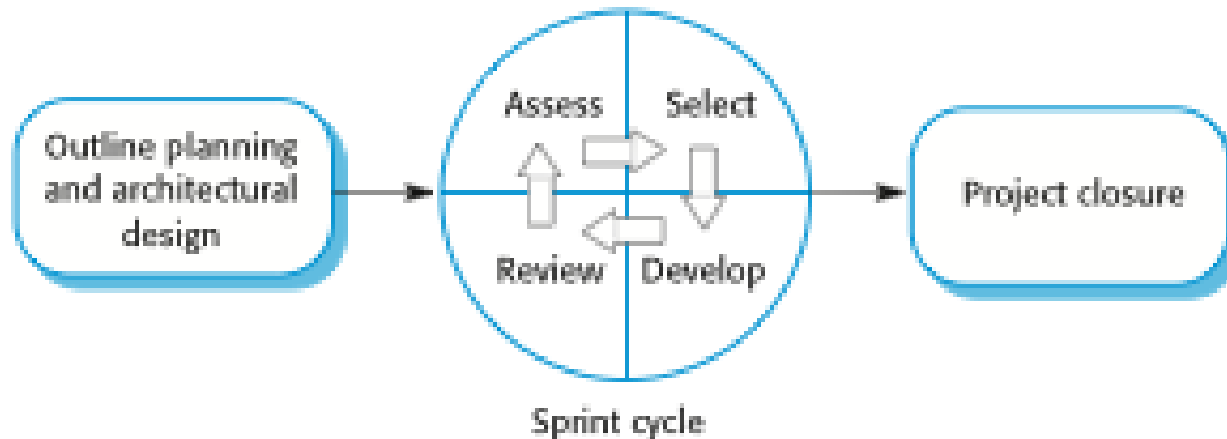 Outline planning
and architectural
design
Assess
Select
Review
Develop
Sprint cycle
Project closure